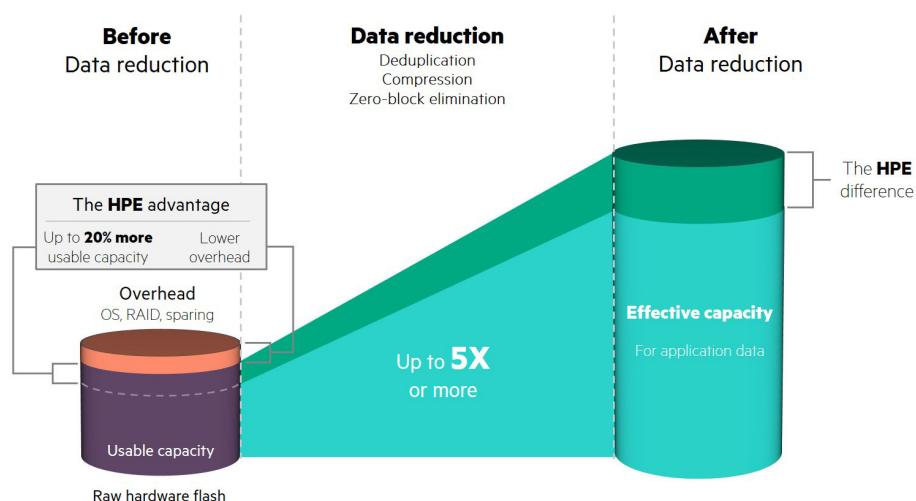 Before
Data reduction
Data reduction
Deduplication
Compression
Zero-block elimination
After
Data reduction
The HPE advantage
Up to 20% more
usable capacity
Lower
overhead
Overhead
OS, RAID, sparing
Usable capacity
Raw hardware flash
Up to 5X
or more
The HPE
difference
Effective capacity
For application data